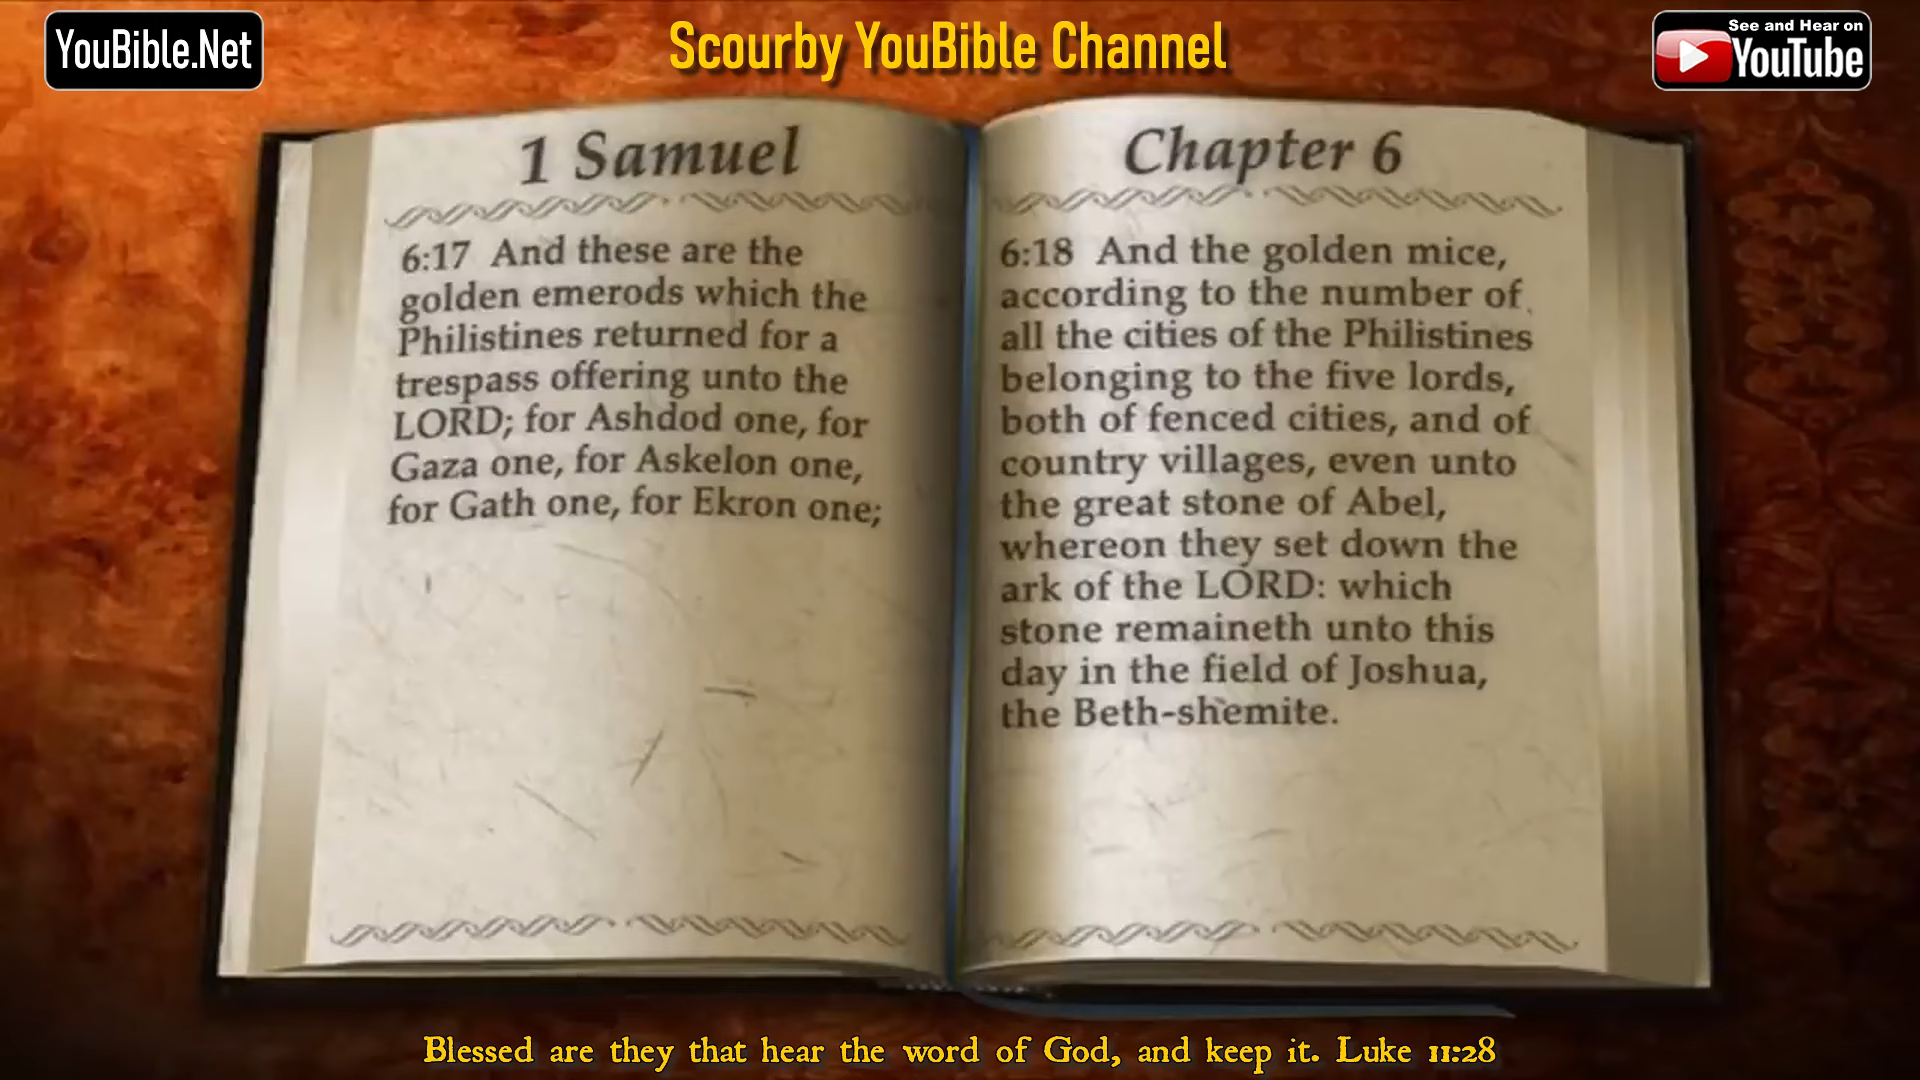 YouBible.Net
Scourby YouBible Channel
See and Hear on
YouTube
1 Samuel
6:17 And these are the
golden emerods which the
Philistines returned for a
trespass offering unto the
LORD; for Ashdod one, for
Gaza one, for Askelon one,
for Gath one, for Ekron one;
Chapter 6
6:18 And the golden mice,
according to the number of
all the cities of the Philistines
belonging to the five lords,
both of fenced cities, and of
country villages, even unto
the great stone of Abel,
whereon they set down the
ark of the LORD: which
stone remaineth unto this
day in the field of Joshua,
the Beth-shemite.
Blessed are they that hear the word of God, and keep it. Luke 11:28